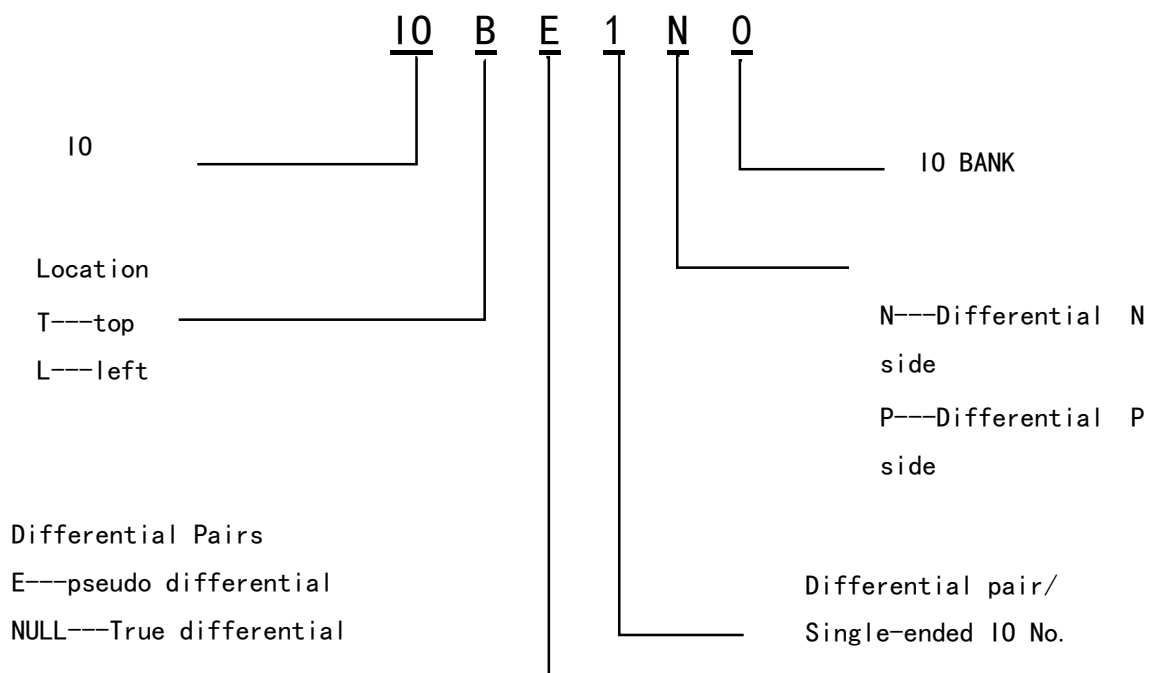 IO B E 1 N 0
IO
IO BANK
Location
T---top
L---left
N---Differential N
side
P---Differential P
side
Differential Pairs
E---pseudo differential
NULL---True differential
Differential pair/
Single-ended IO No.